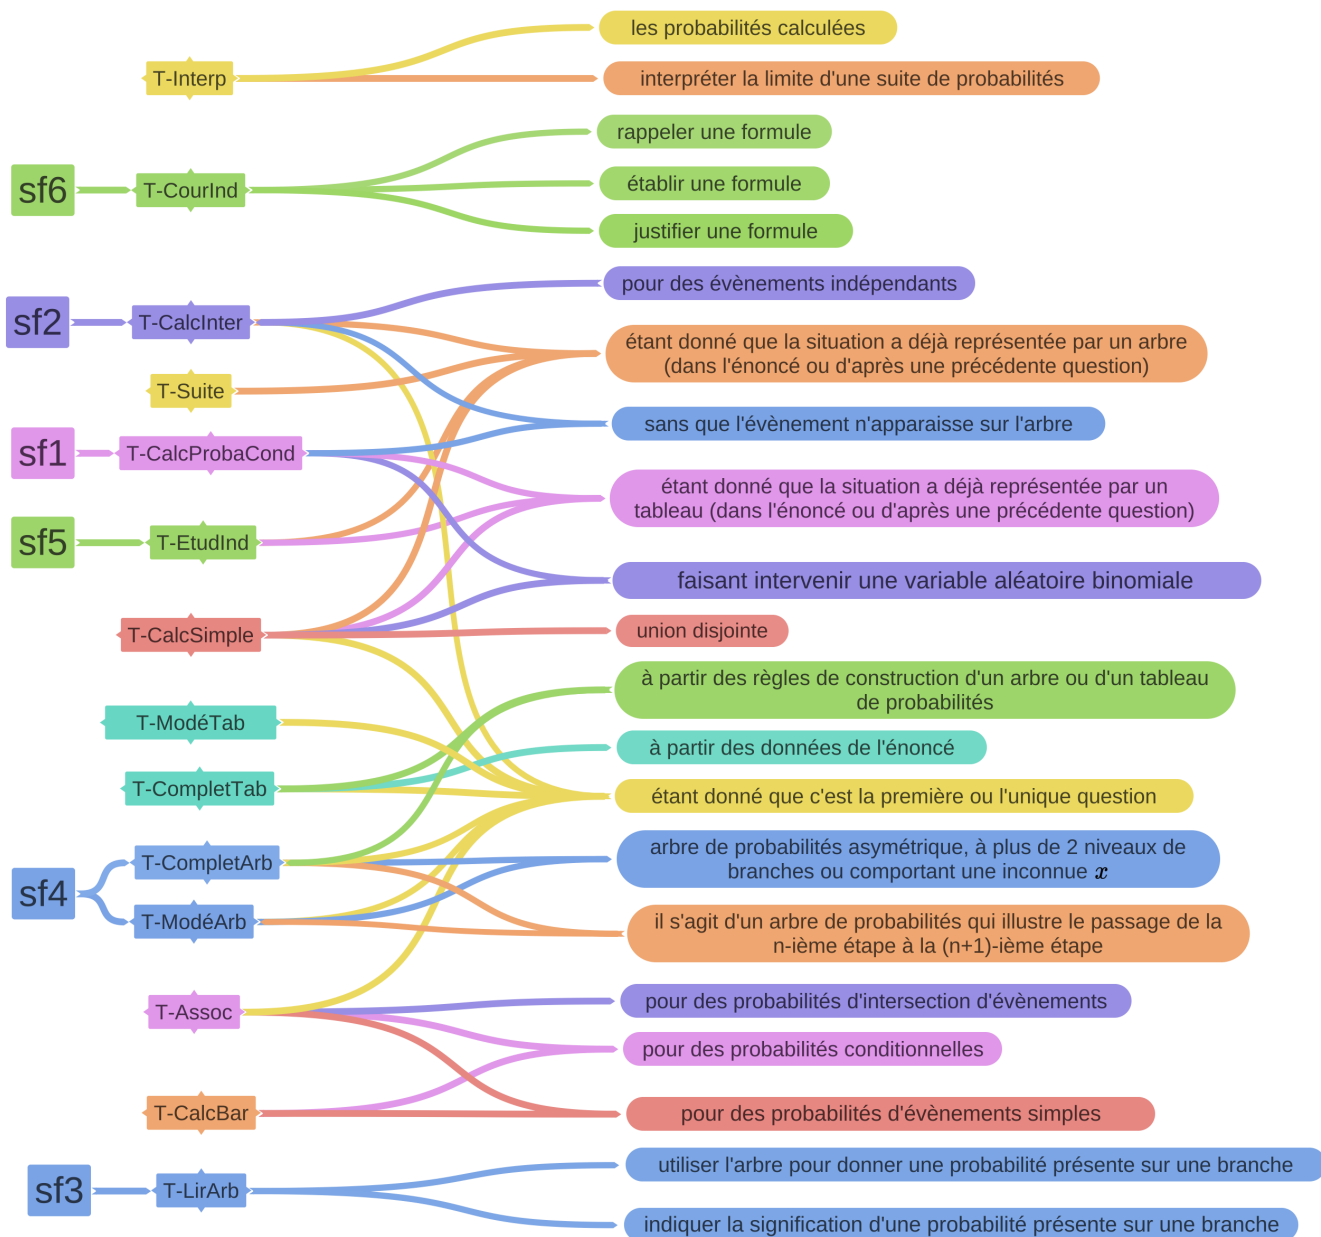 les probabilités calculées
T-Interp
interpréter la limite d'une suite de probabilités
rappeler une formule
sf6
T-CourInd
établir une formule
justifier une formule
pour des évènements indépendants
sf2
T-CalcInter
étant donné que la situation a déjà représentée par un arbre
(dans l'énoncé ou d'après une précédente question)
T-Suite
sans que l'évènement n'apparaisse sur l'arbre
sf1
T-CalcProbaCond
étant donné que la situation a déjà représentée par un
tableau (dans l'énoncé ou d'après une précédente question)
sf5
T-EtudInd
faisant intervenir une variable aléatoire binomiale
T-CalcSimple
union disjointe
à partir des règles de construction d'un arbre ou d'un tableau
de probabilités
T-ModéTab
à partir des données de l'énoncé
T-CompletTab
étant donné que c'est la première ou l'unique question
T-CompletArb
arbre de probabilités asymétrique, à plus de 2 niveaux de
branches ou comportant une inconnue x
sf4
T-ModéArb
il s'agit d'un arbre de probabilités qui illustre le passage de la
n-ième étape à la (n+1)-ième étape
T-Assoc
pour des probabilités d'intersection d'évènements
pour des probabilités conditionnelles
T-CalcBar
pour des probabilités d'évènements simples
utiliser l'arbre pour donner une probabilité présente sur une branche
sf3
T-LirArb
indiquer la signification d'une probabilité présente sur une branche